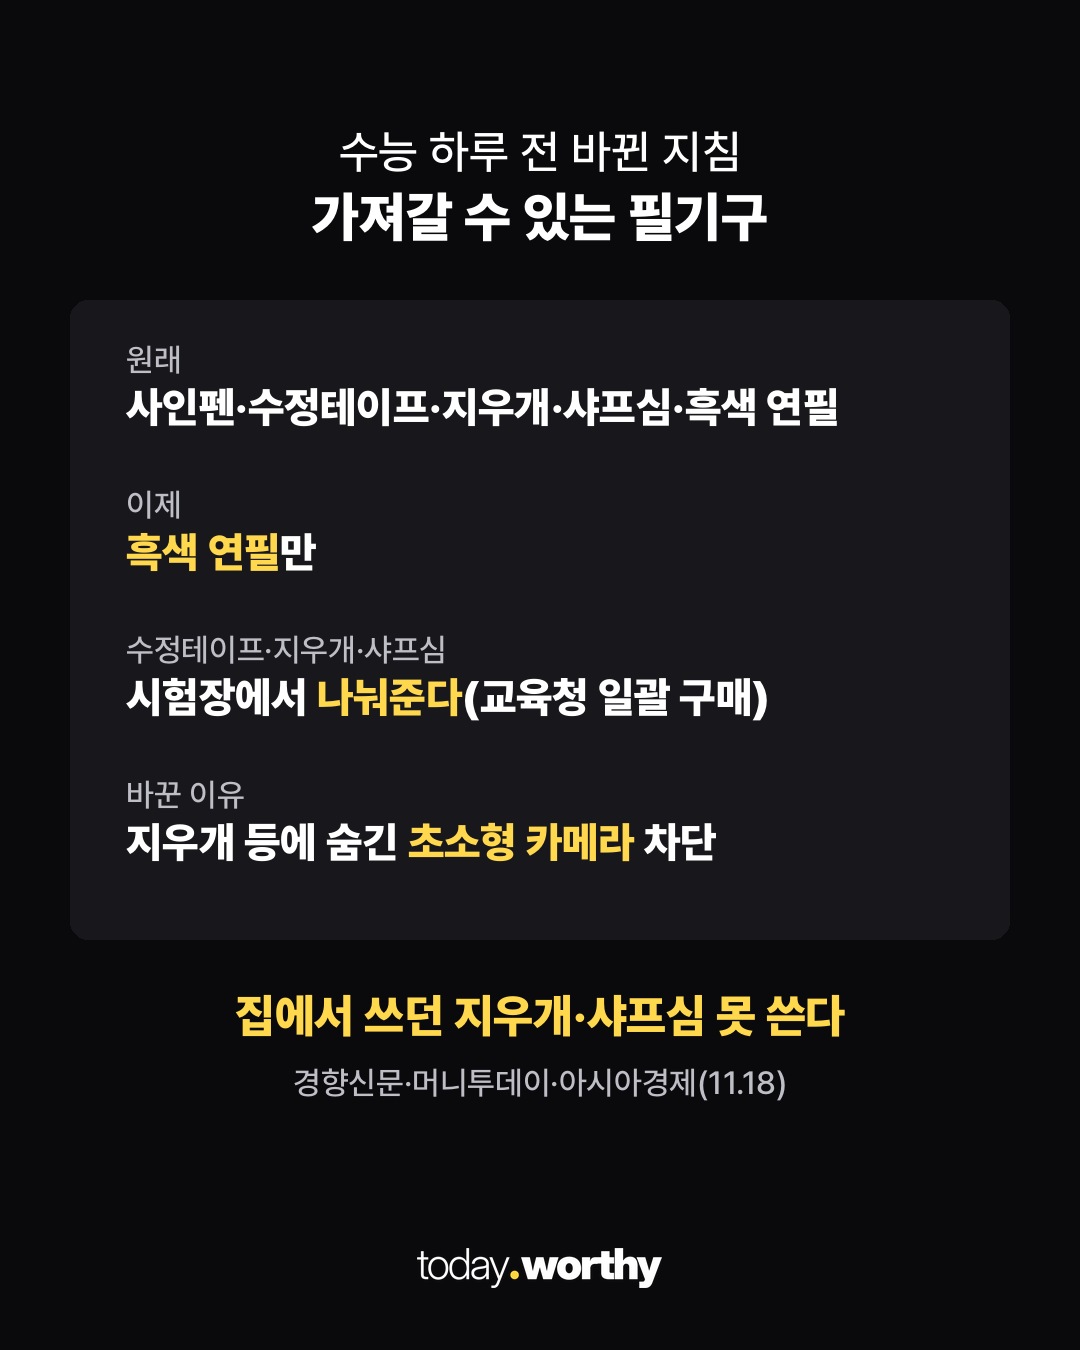 수능 하루 전 바뀐 지침
가져갈 수 있는 필기구
원래
사인펜·수정테이프·지우개·샤프심·흑색 연필
이제
흑색 연필만
수정테이프·지우개·샤프심
시험장에서 나눠준다(교육청 일괄 구매)
바꾼 이유
지우개 등에 숨긴 초소형 카메라 차단
집에서 쓰던 지우개·샤프심 못 쓴다
경향신문·머니투데이·아시아경제(11.18)
today.worthy